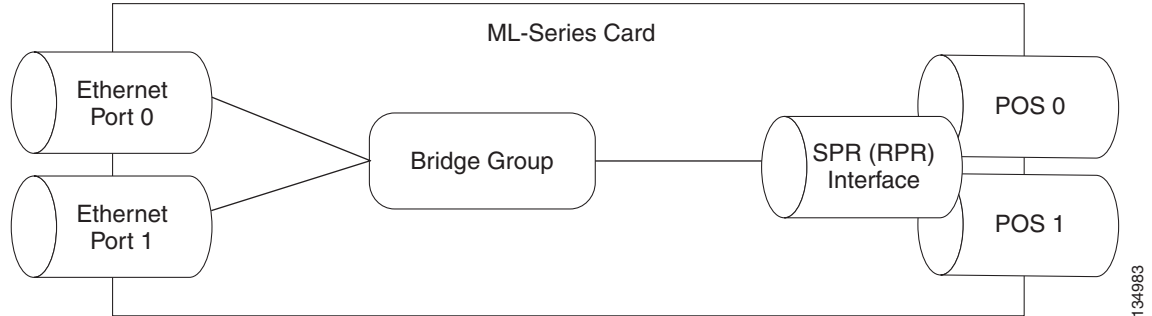 ML-Series Card
Ethernet
Port 0
Ethernet
Port 1
Bridge Group
SPR (RPR)
Interface
POS 0
POS 1
134983